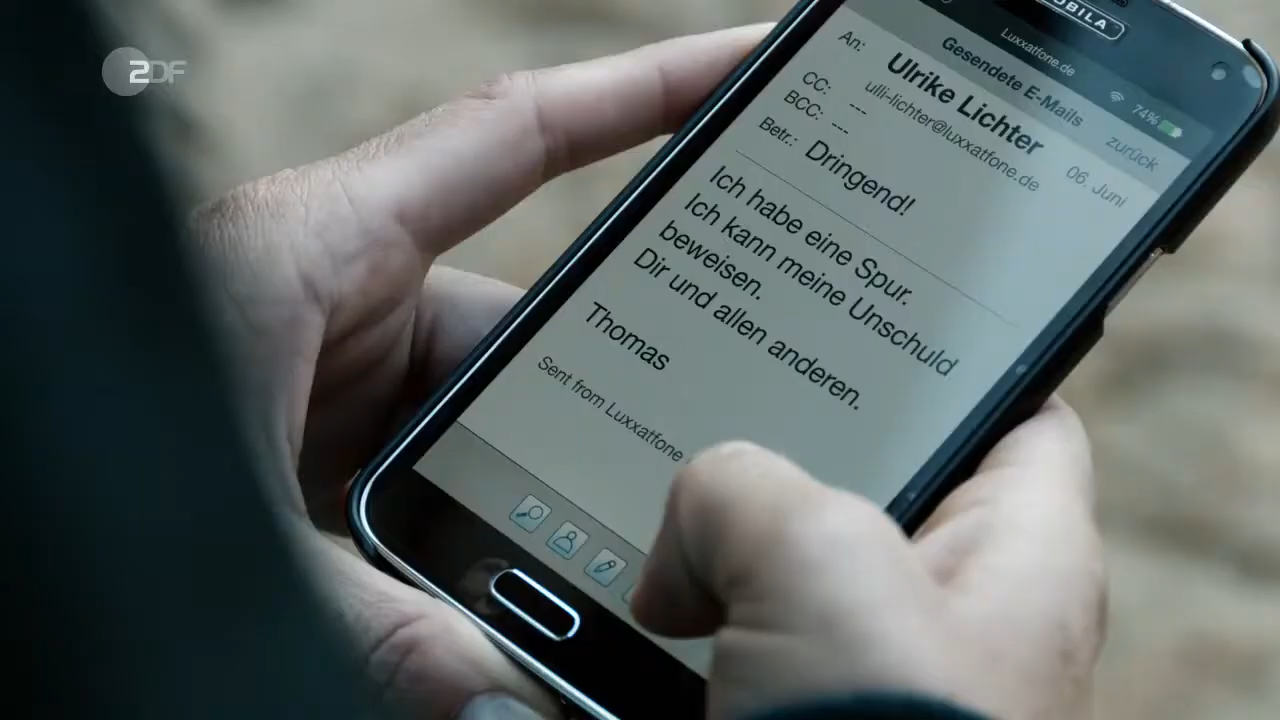 ZDF
MOBILA
Luxxatfone.de
74%
Gesendete E-Mails
zurück
An: Ulrike Lichter
06. Juni
ulli-lichter@luxxatfone.de
CC: ---
BCC: ---
Betr.: Dringend!
Ich habe eine Spur.
Ich kann meine Unschuld
beweisen.
Dir und allen anderen.
Thomas
Sent from Luxxatfone